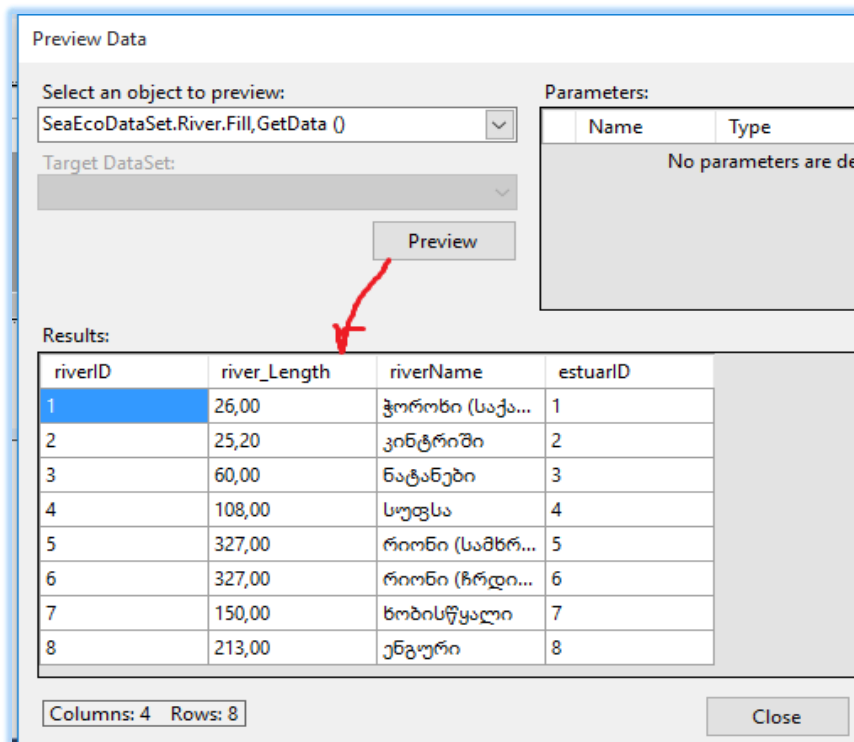 Preview Data
Select an object to preview:
SeaEcoDataSet.River.Fill,GetData ()
Target DataSet:
Preview
Parameters:
Name Type
No parameters are de
Results:
riverID river_Length riverName estuarID
1 26,00 ჭოროხი (საქა... 1
2 25,20 კინტრიში 2
3 60,00 ნატანები 3
4 108,00 სუფსა 4
5 327,00 რიონი (სამხრ... 5
6 327,00 რიონი (ჩრდი... 6
7 150,00 ხობისწყალი 7
8 213,00 ენგური 8
Columns: 4 Rows: 8
Close